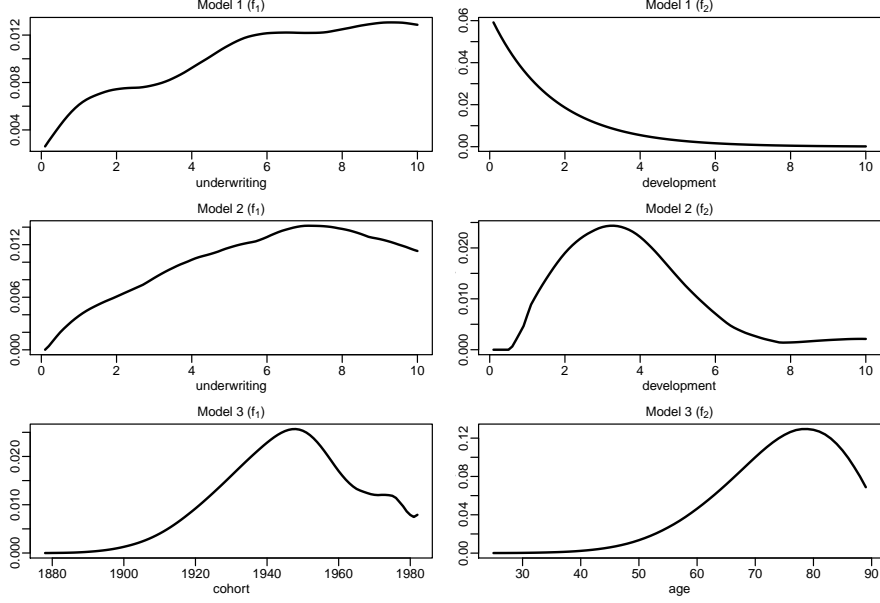 Model 1 (f₁)
0.004 0.008 0.012
0 2 4 6 8 10
underwriting
Model 1 (f₂)
0.00 0.02 0.04 0.06
0 2 4 6 8 10
development
Model 2 (f₁)
0.000 0.006 0.012
0 2 4 6 8 10
underwriting
Model 2 (f₂)
0.000 0.010 0.020
0 2 4 6 8 10
development
Model 3 (f₁)
0.000 0.010 0.020
1880 1900 1920 1940 1960 1980
cohort
Model 3 (f₂)
0.00 0.04 0.08 0.12
30 40 50 60 70 80 90
age